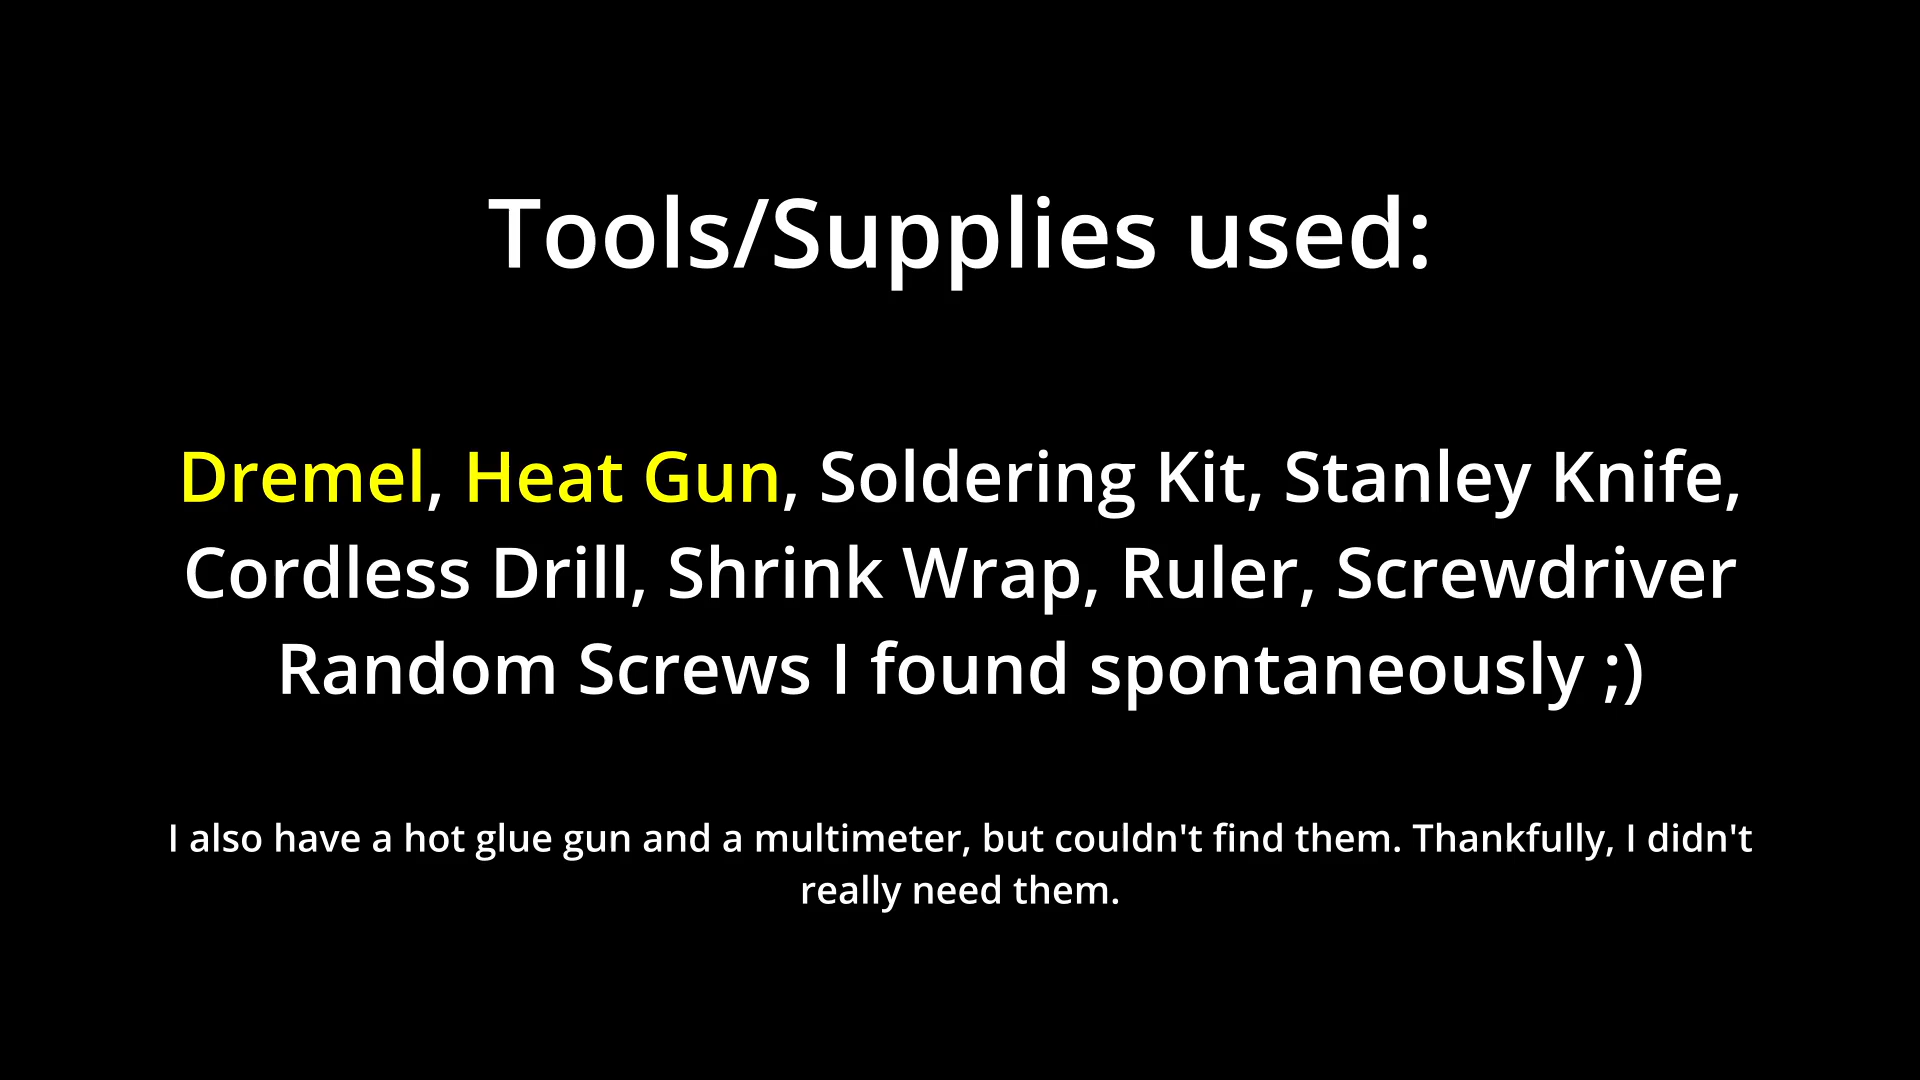 Tools/Supplies used:
Dremel, Heat Gun, Soldering Kit, Stanley Knife,
Cordless Drill, Shrink Wrap, Ruler, Screwdriver
Random Screws I found spontaneously ;)
I also have a hot glue gun and a multimeter, but couldn't find them. Thankfully, I didn't
really need them.